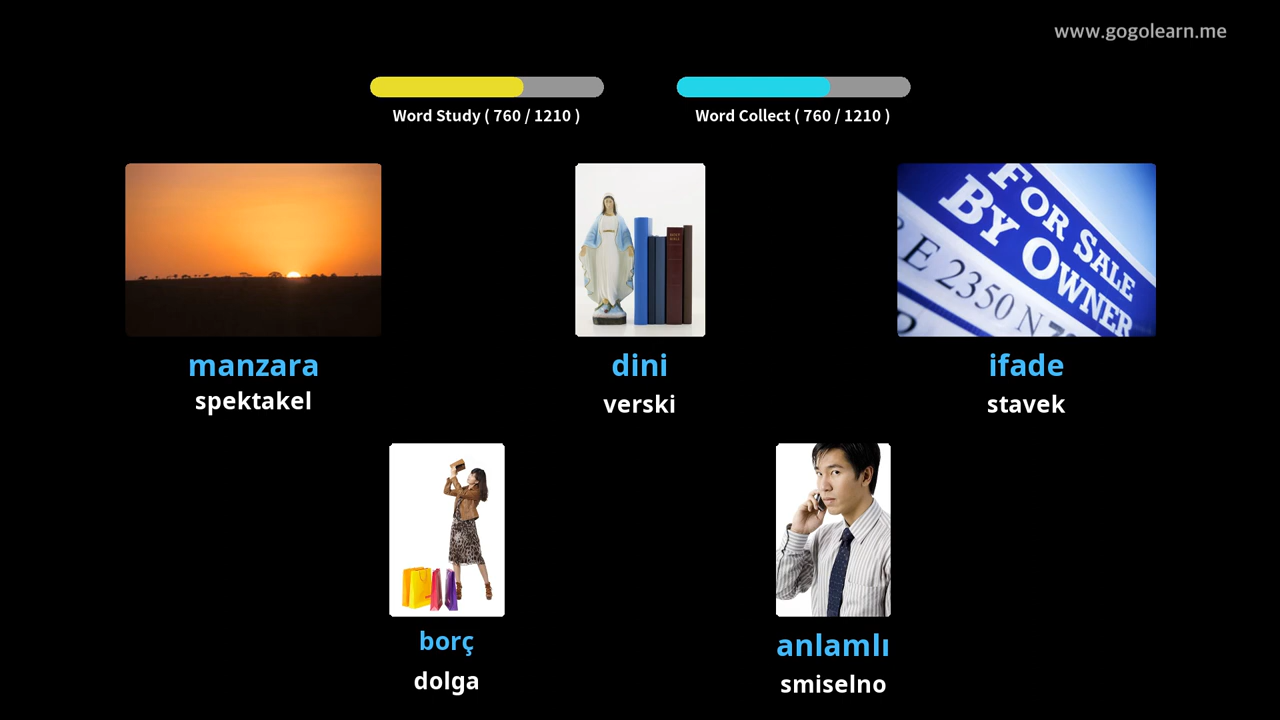 www.gogolearn.me
Word Study ( 760 / 1210 )
Word Collect ( 760 / 1210 )
FOR SALE
BY OWNER
E 2350 N
manzara
spektakel
dini
verski
ifade
stavek
borç
dolga
anlamlı
smiselno